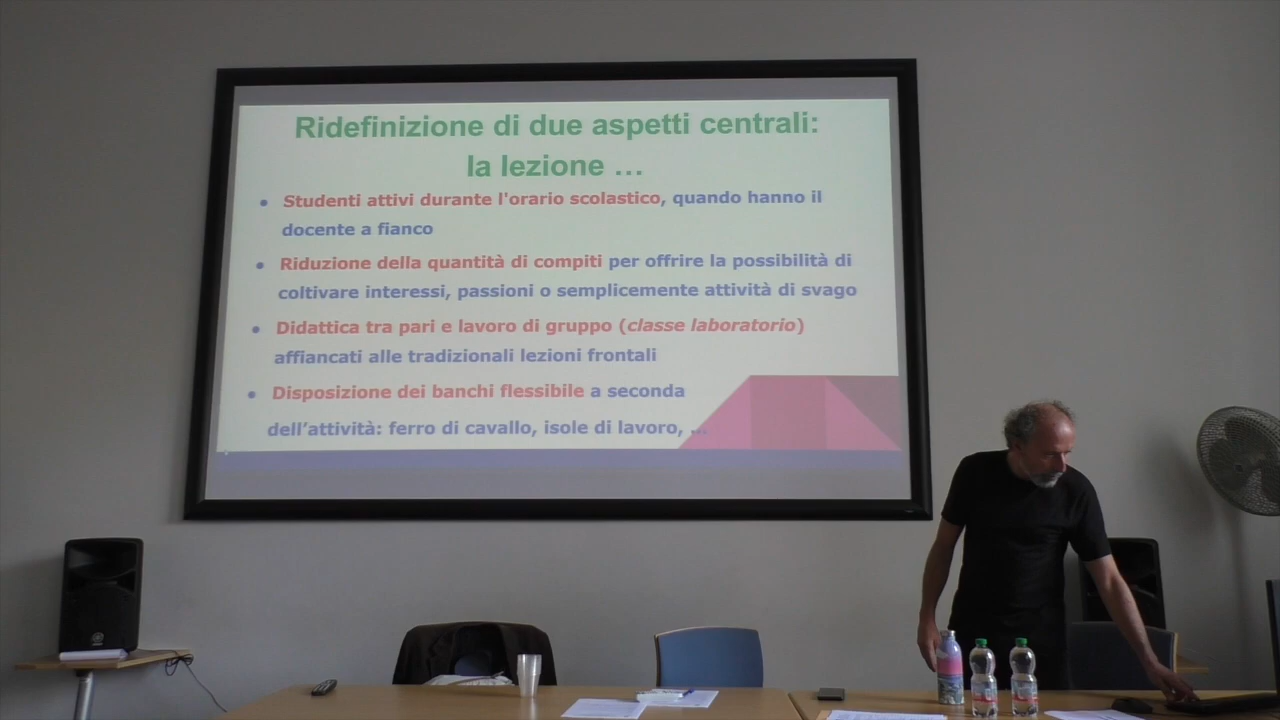 Ridefinizione di due aspetti centrali:
la lezione …
• Studenti attivi durante l'orario scolastico, quando hanno il
docente a fianco
• Riduzione della quantità di compiti per offrire la possibilità di
coltivare interessi, passioni o semplicemente attività di svago
• Didattica tra pari e lavoro di gruppo (classe laboratorio)
affiancati alle tradizionali lezioni frontali
• Disposizione dei banchi flessibile a seconda
dell’attività: ferro di cavallo, isole di lavoro, …